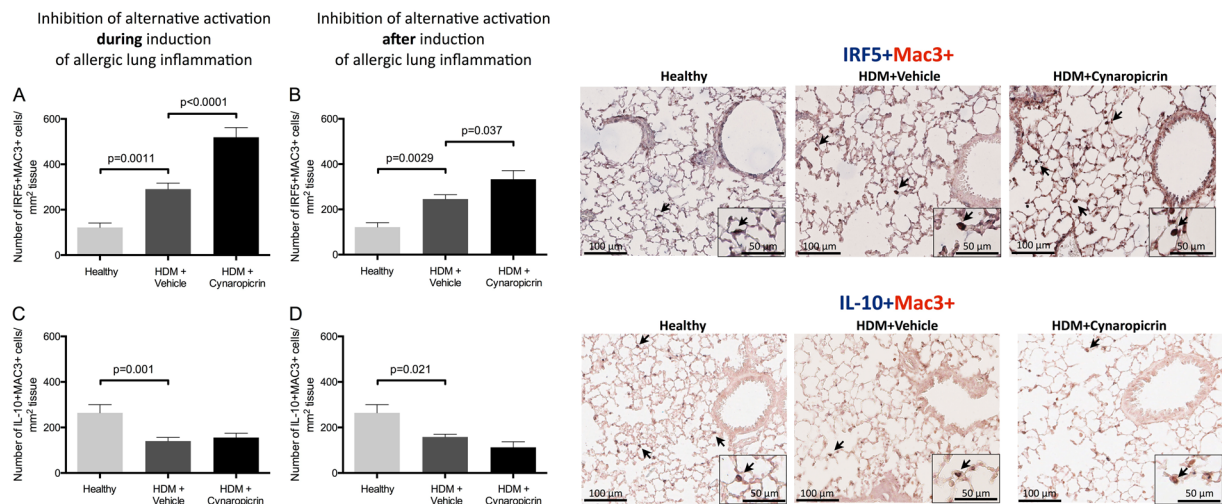 Inhibition of alternative activation
during induction
of allergic lung inflammation
Inhibition of alternative activation
after induction
of allergic lung inflammation
A
Number of IRF5+MAC3+ cells/
mm2 tissue
600
400
200
0
p=0.0011
p<0.0001
Healthy
HDM +
Vehicle
HDM +
Cynaropicrin
B
Number of IRF5+MAC3+ cells/
mm2 tissue
600
400
200
0
p=0.0029
p=0.037
Healthy
HDM +
Vehicle
HDM +
Cynaropicrin
IRF5+Mac3+
Healthy
HDM+Vehicle
HDM+Cynaropicrin
100 µm
50 µm
100 µm
50 µm
100 µm
50 µm
C
Number of IL-10+MAC3+ cells/
mm2 tissue
600
400
200
0
p=0.001
Healthy
HDM +
Vehicle
HDM +
Cynaropicrin
D
Number of IL-10+MAC3+ cells/
mm2 tissue
600
400
200
0
p=0.021
Healthy
HDM +
Vehicle
HDM +
Cynaropicrin
IL-10+Mac3+
Healthy
HDM+Vehicle
HDM+Cynaropicrin
100 µm
50 µm
100 µm
50 µm
100 µm
50 µm